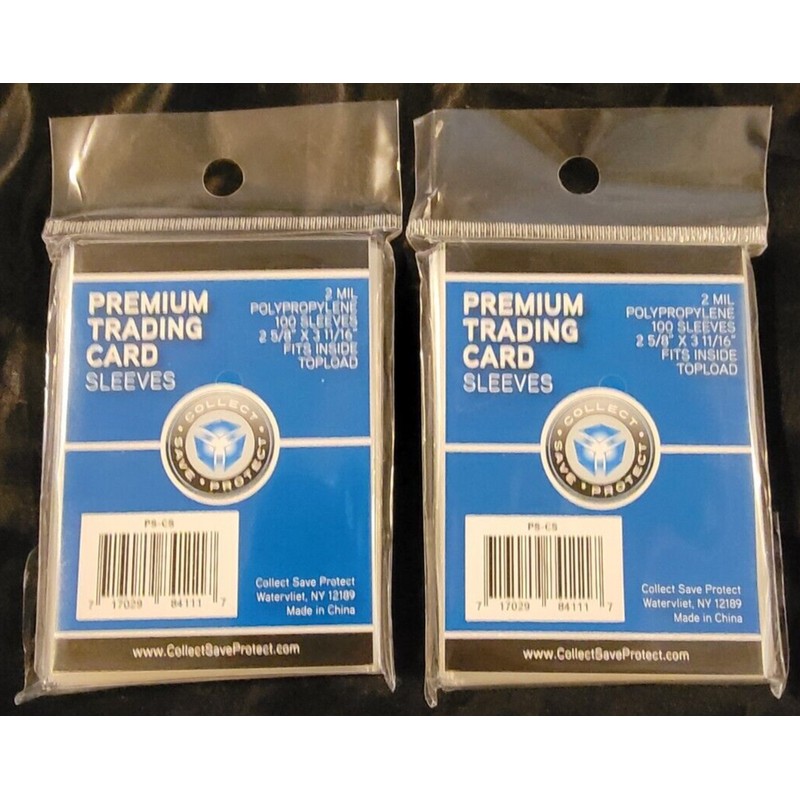 PREMIUM
TRADING
CARD
SLEEVES
2 MIL
POLYPROPYLENE
100 SLEEVES
2 5/8" X 3 11/16"
FITS INSIDE
TOPLOAD
COLLECT
SAVE • PROTECT
PS-CS
7 17029 84111 7
Collect Save Protect
Watervliet, NY 12189
Made in China
www.CollectSaveProtect.com
PREMIUM
TRADING
CARD
SLEEVES
2 MIL
POLYPROPYLENE
100 SLEEVES
2 5/8" X 3 11/16"
FITS INSIDE
TOPLOAD
COLLECT
SAVE • PROTECT
PS-CS
7 17029 84111 7
Collect Save Protect
Watervliet, NY 12189
Made in China
www.CollectSaveProtect.com